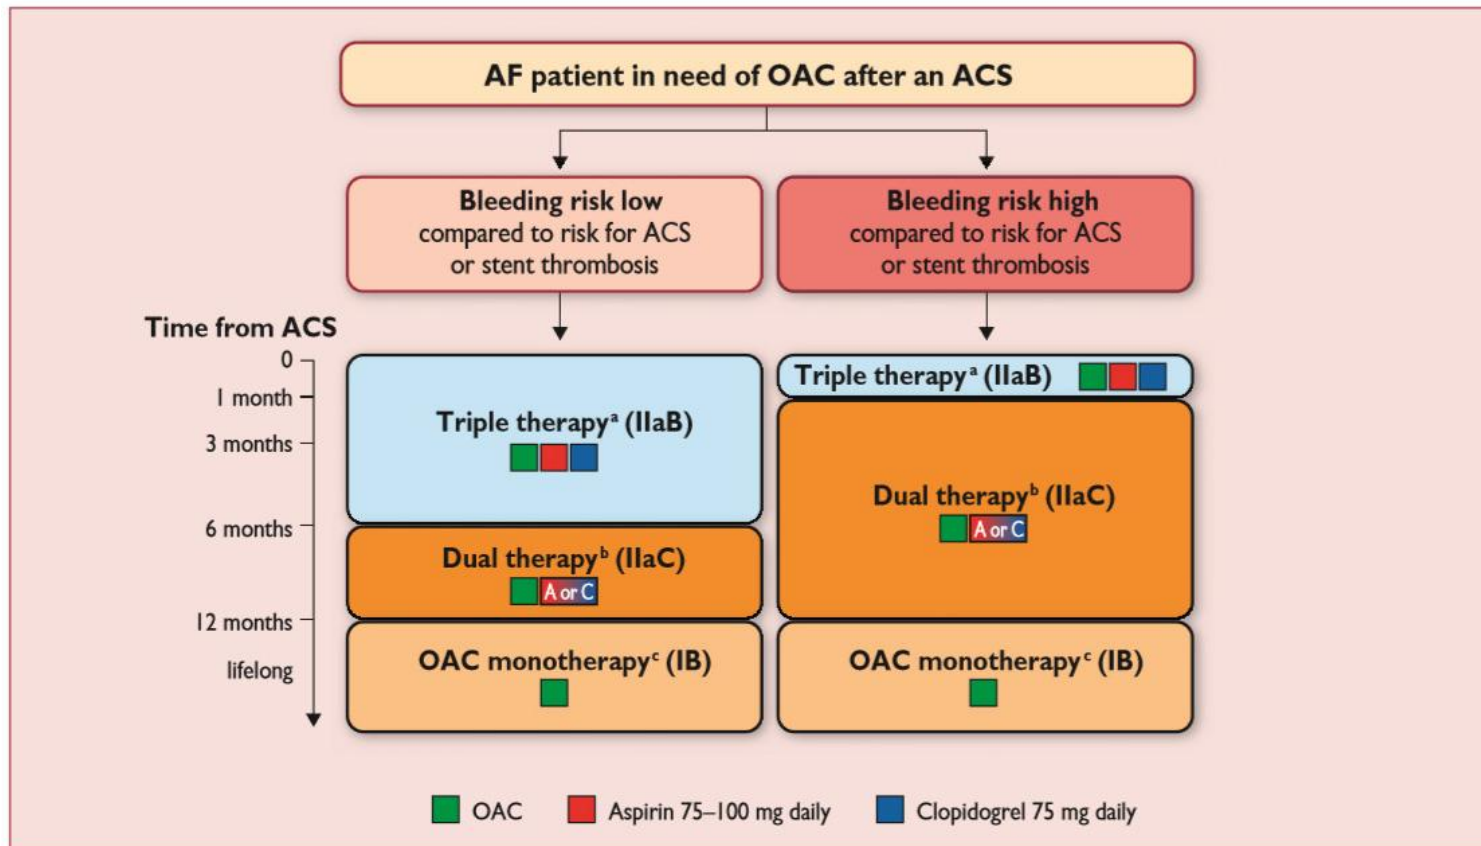 AF patient in need of OAC after an ACS
Bleeding risk low
compared to risk for ACS
or stent thrombosis
Bleeding risk high
compared to risk for ACS
or stent thrombosis
Time from ACS
0
1 month
3 months
6 months
12 months
lifelong
Triple therapyᵃ (IIaB)
Dual therapyᵇ (IIaC)
A or C
OAC monotherapyᶜ (IB)
Triple therapyᵃ (IIaB)
Dual therapyᵇ (IIaC)
A or C
OAC monotherapyᶜ (IB)
OAC
Aspirin 75–100 mg daily
Clopidogrel 75 mg daily